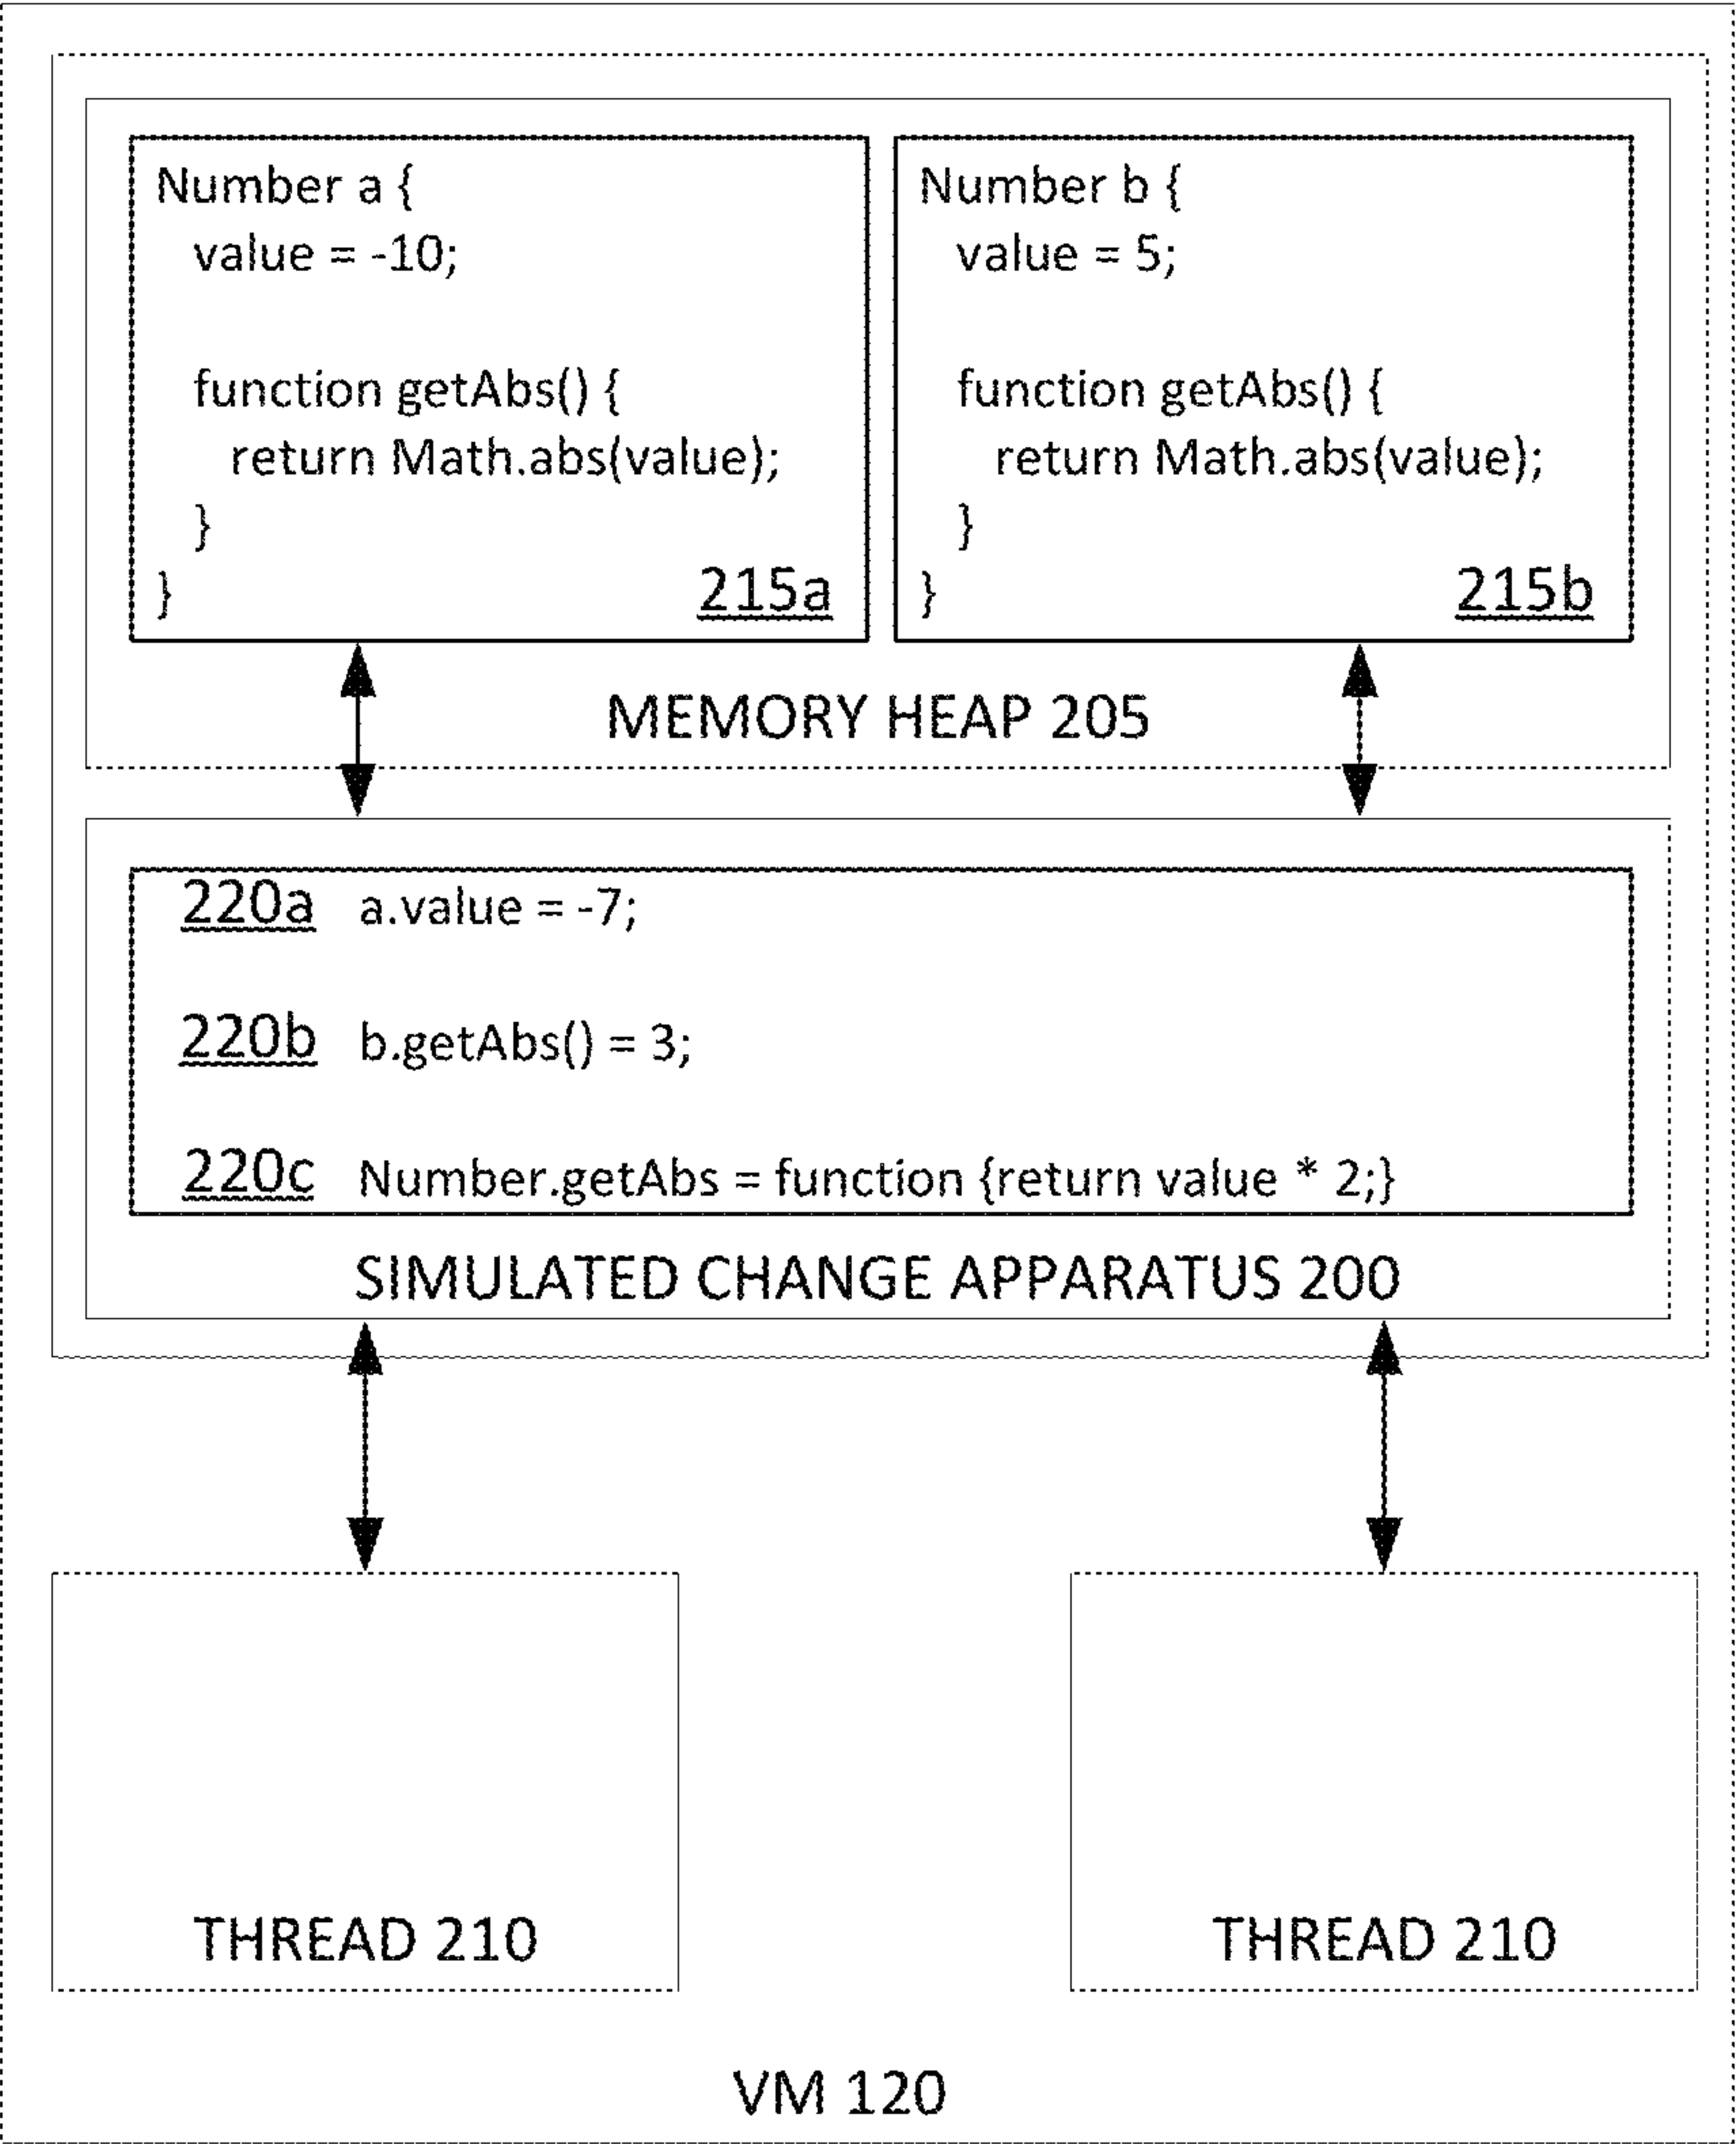 Number a {
value = -10;
function getAbs() {
return Math.abs(value);
}
}
215a
Number b {
value = 5;
function getAbs() {
return Math.abs(value);
}
}
215b
MEMORY HEAP 205
220a a.value = -7;
220b b.getAbs() = 3;
220c Number.getAbs = function {return value * 2;}
SIMULATED CHANGE APPARATUS 200
THREAD 210
THREAD 210
VM 120